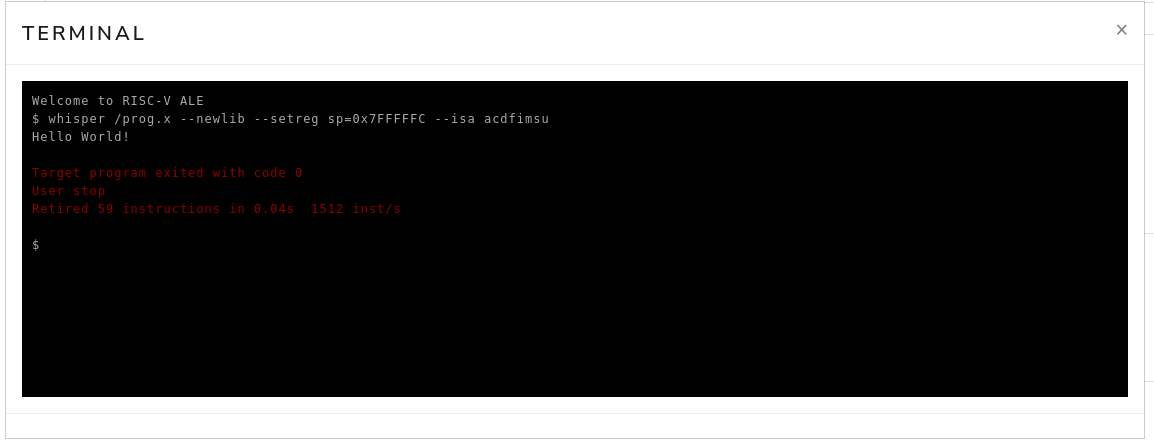 TERMINAL
×
Welcome to RISC-V ALE
$ whisper /prog.x --newlib --setreg sp=0x7FFFFFC --isa acdfimsu
Hello World!
Target program exited with code 0
User stop
Retired 59 instructions in 0.04s  1512 inst/s
$